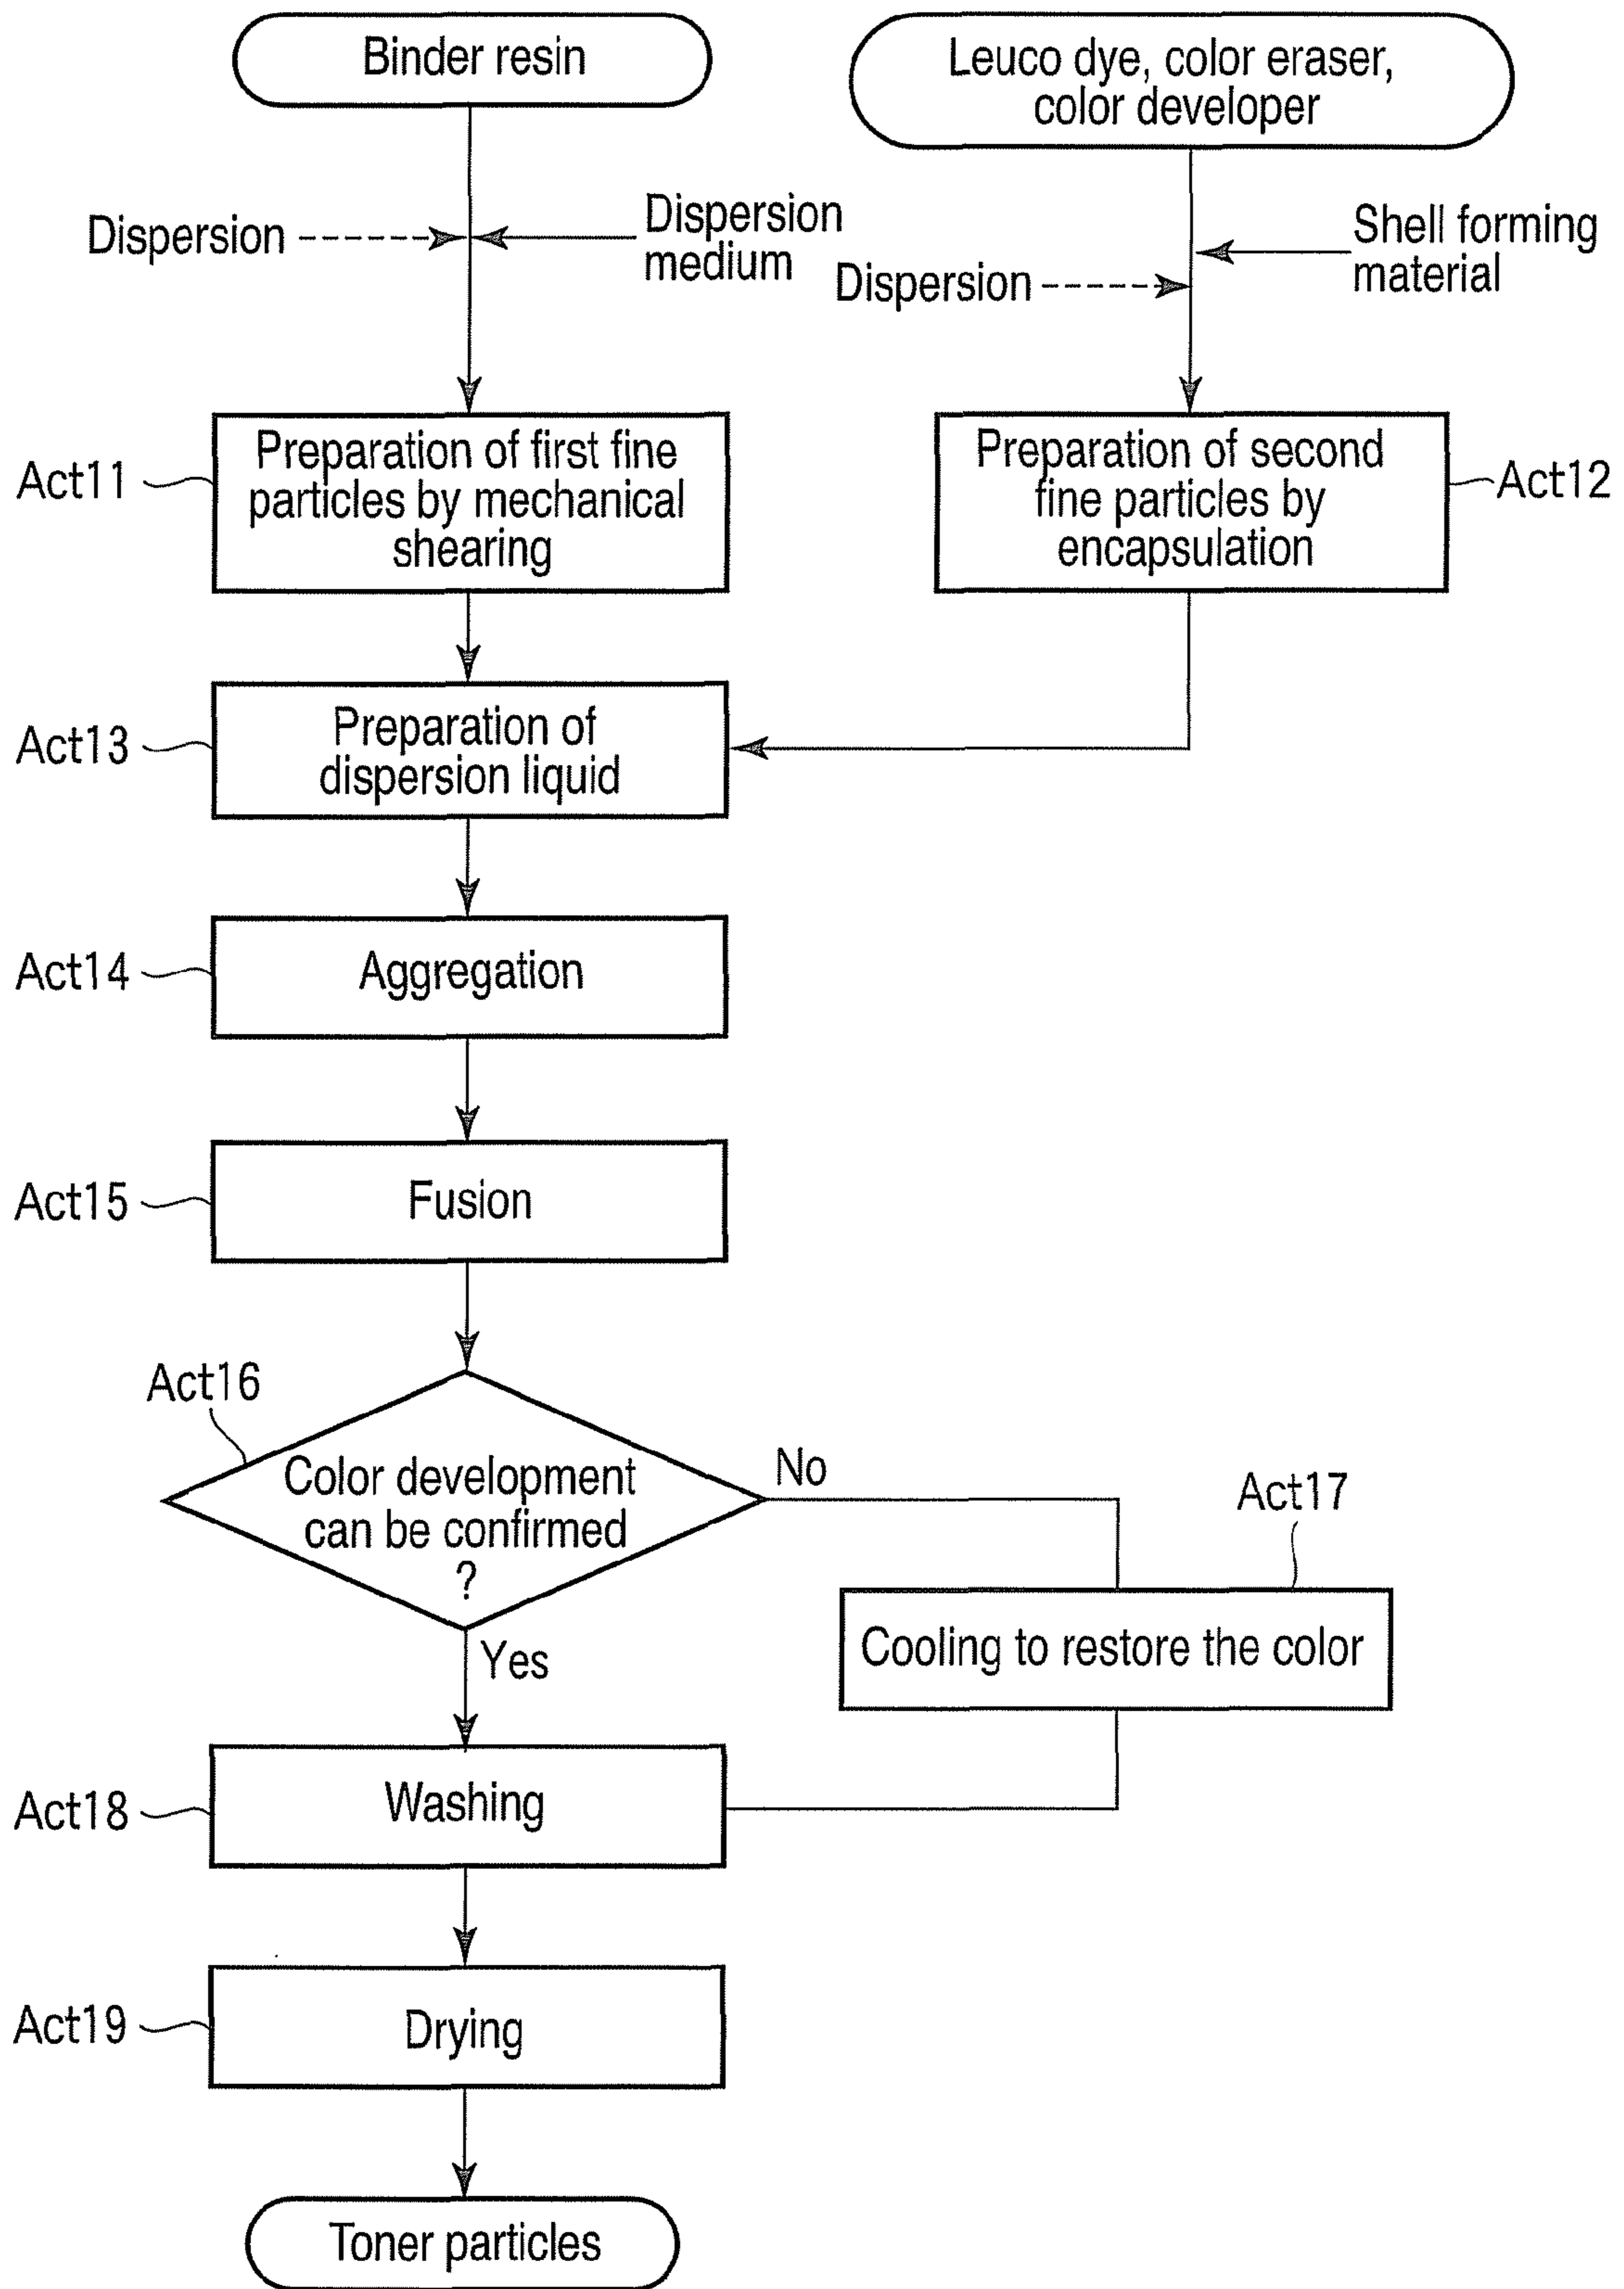 Binder resin
Leuco dye, color eraser,
color developer
Dispersion
Dispersion
medium
Shell forming
material
Dispersion
Act11
Preparation of first fine
particles by mechanical
shearing
Preparation of second
fine particles by
encapsulation
Act12
Act13
Preparation of
dispersion liquid
Act14
Aggregation
Act15
Fusion
Act16
Color development
can be confirmed
?
No
Act17
Cooling to restore the color
Yes
Act18
Washing
Act19
Drying
Toner particles